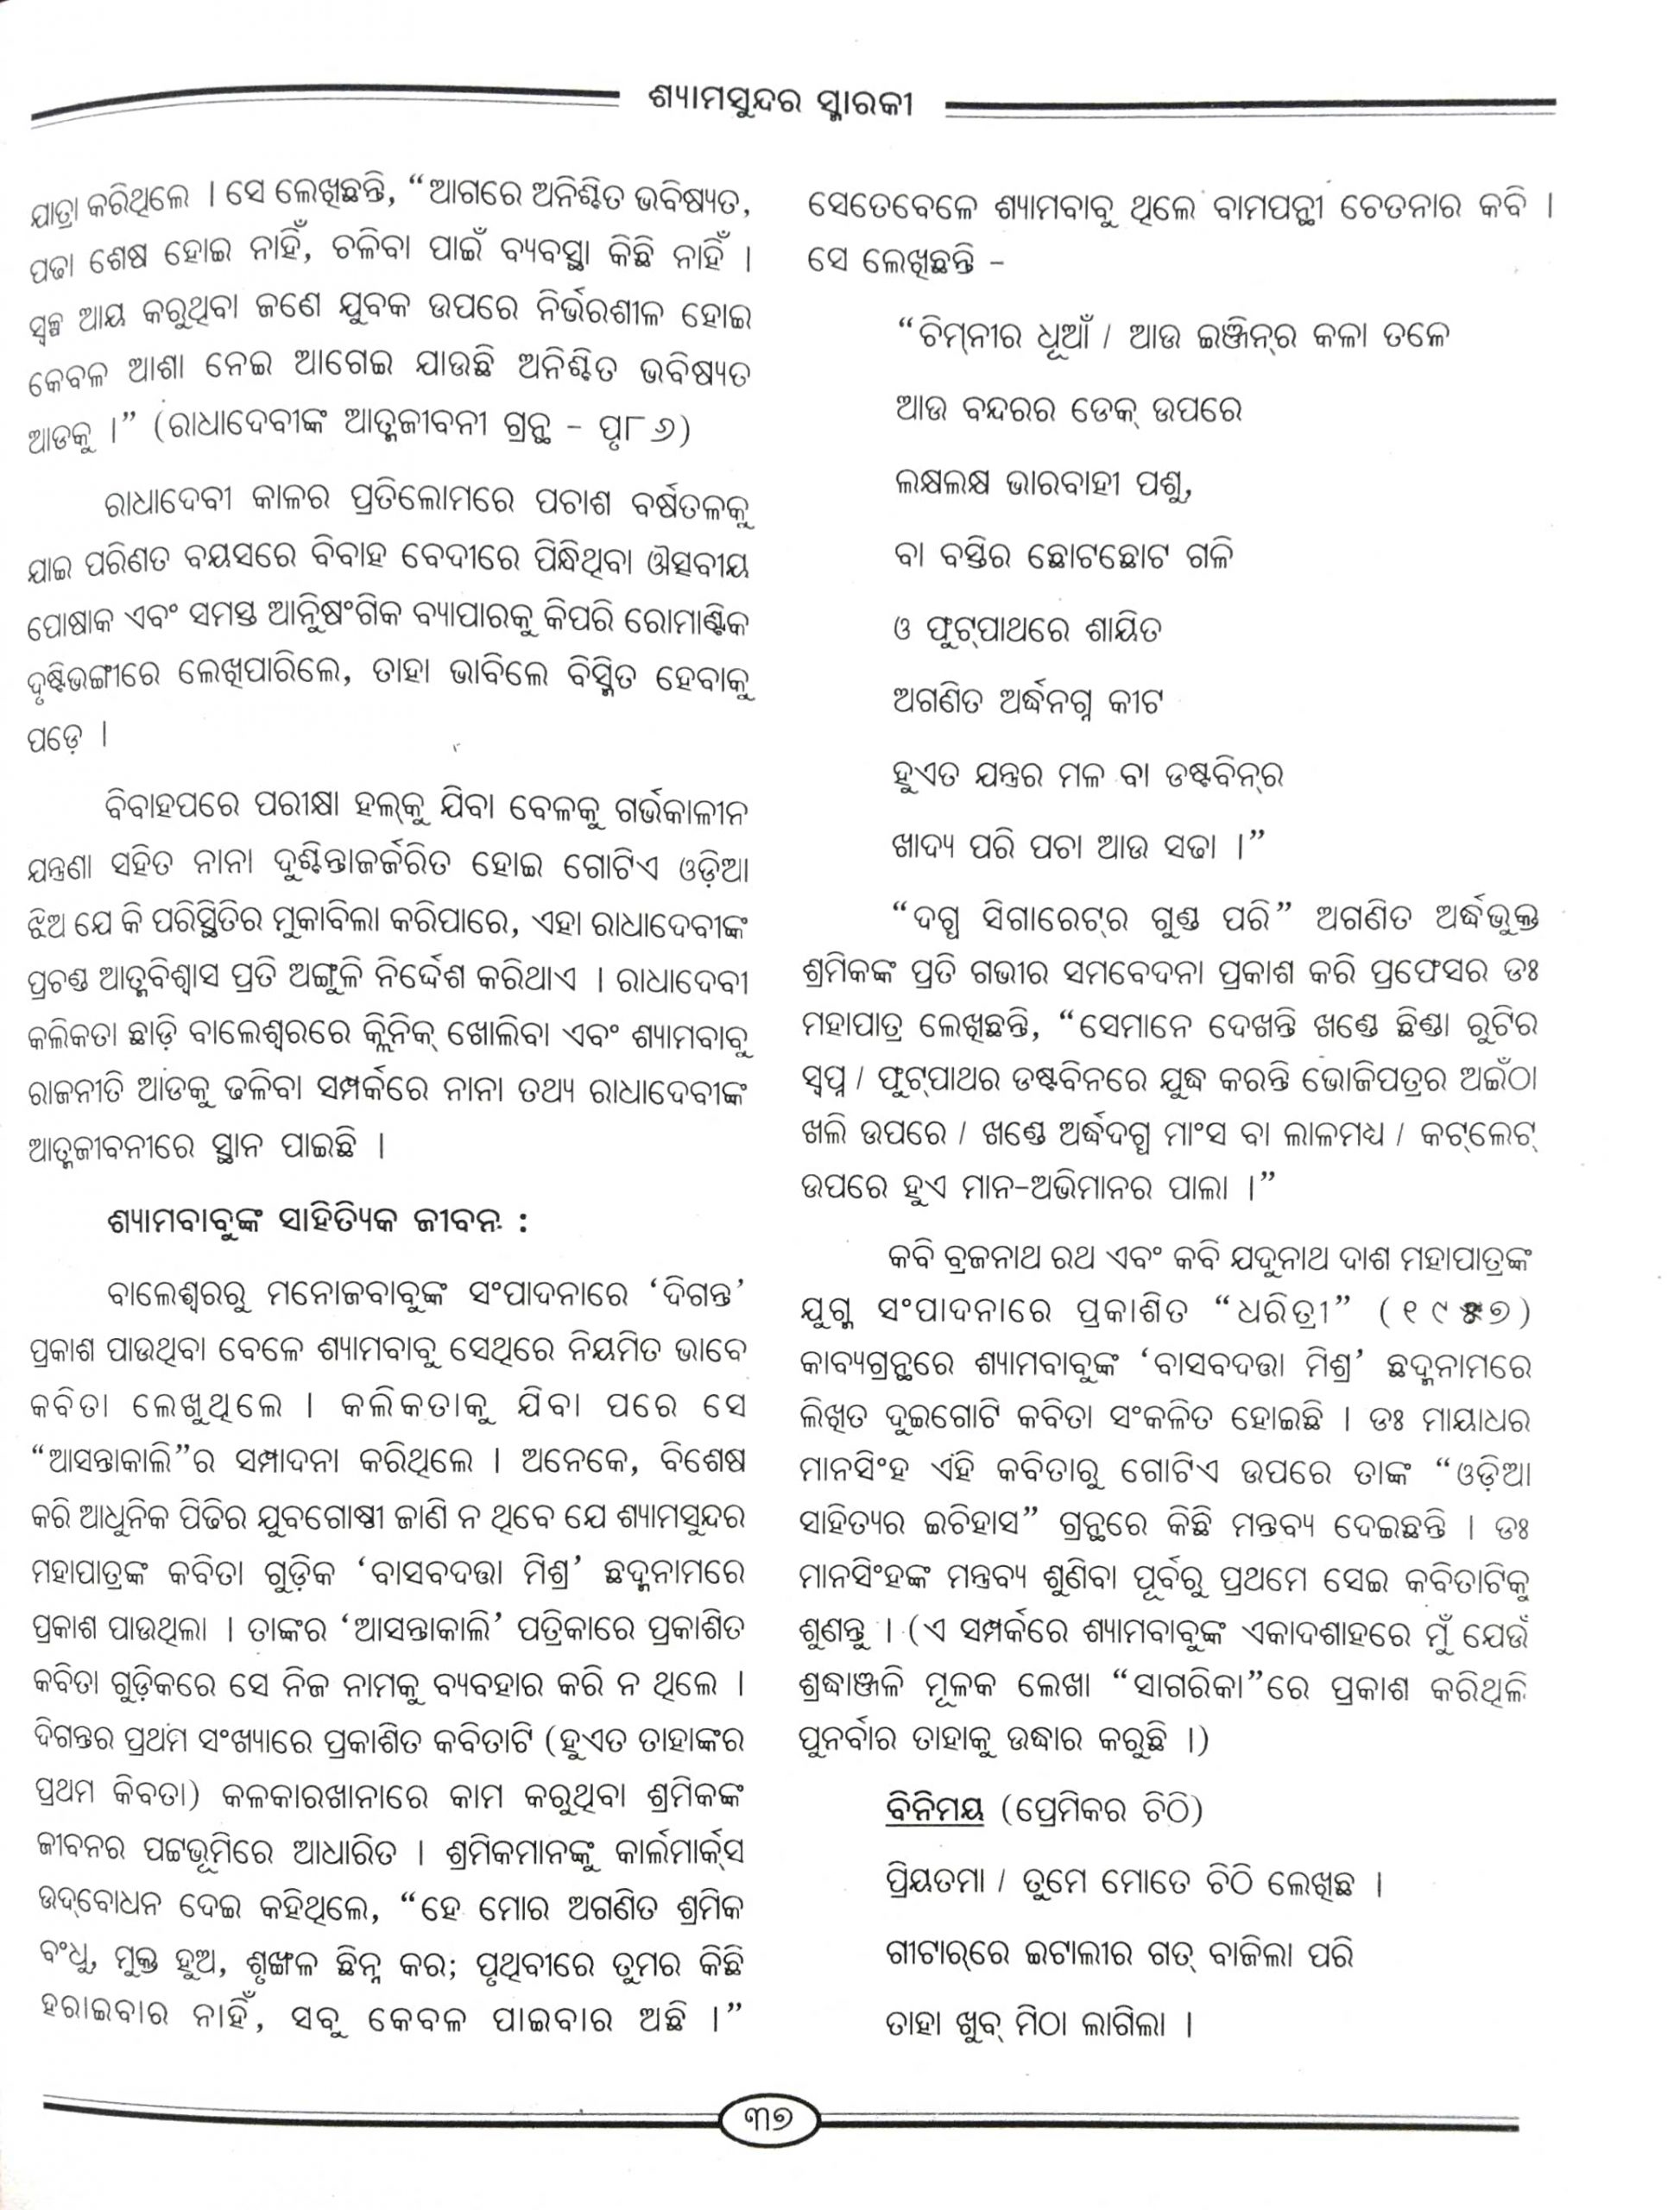 ଶ୍ୟାମସୁନ୍ଦର ସ୍ମାରକୀ
ଯାତ୍ରା କରିଥିଲେ । ସେ ଲେଖିଛନ୍ତି, “ଆଗରେ ଅନିଶ୍ଚିତ ଭବିଷ୍ୟତ,
ପଢା ଶେଷ ହୋଇ ନାହିଁ, ଚଳିବା ପାଇଁ ବ୍ୟବସ୍ଥା କିଛି ନାହିଁ ।
ସ୍ୱଳ୍ପ ଆୟ କରୁଥିବା ଜଣେ ଯୁବକ ଉପରେ ନିର୍ଭରଶୀଳ ହୋଇ
କେବଳ ଆଶା ନେଇ ଆଗେଇ ଯାଉଛି ଅନିଶ୍ଚିତ ଭବିଷ୍ୟତ
ଆଡକୁ ।” (ରାଧାଦେବୀଙ୍କ ଆତ୍ମଜୀବନୀ ଗ୍ରନ୍ଥ – ପୃ୮୬)
ରାଧାଦେବୀ କାଳର ପ୍ରତିଲୋମରେ ପଚାଶ ବର୍ଷତଳକୁ
ଯାଇ ପରିଣତ ବୟସରେ ବିବାହ ବେଦୀରେ ପିନ୍ଧିଥିବା ଔତ୍ସବୀୟ
ପୋଷାକ ଏବଂ ସମସ୍ତ ଆନୁିଷଂଗିକ ବ୍ୟାପାରକୁ କିପରି ରୋମାଣ୍ଟିକ
ଦୃଷ୍ଟିଭଙ୍ଗୀରେ ଲେଖିପାରିଲେ, ତାହା ଭାବିଲେ ବିସ୍ମିତ ହେବାକୁ
ପଡ଼େ ।
ବିବାହପରେ ପରୀକ୍ଷା ହଲ୍‌କୁ ଯିବା ବେଳକୁ ଗର୍ଭକାଳୀନ
ଯନ୍ତ୍ରଣା ସହିତ ନାନା ଦୁଶ୍ଚିନ୍ତାଜର୍ଜରିତ ହୋଇ ଗୋଟିଏ ଓଡ଼ିଆ
ଝିଅ ଯେ କି ପରିସ୍ଥିତିର ମୁକାବିଲା କରିପାରେ, ଏହା ରାଧାଦେବୀଙ୍କ
ପ୍ରଚଣ୍ଡ ଆତ୍ମବିଶ୍ୱାସ ପ୍ରତି ଅଙ୍ଗୁଳି ନିର୍ଦ୍ଦେଶ କରିଥାଏ । ରାଧାଦେବୀ
କଲିକତା ଛାଡ଼ି ବାଲେଶ୍ୱରରେ କ୍ଲିନିକ୍ ଖୋଲିବା ଏବଂ ଶ୍ୟାମବାବୁ
ରାଜନୀତି ଆଡକୁ ଢଳିବା ସମ୍ପର୍କରେ ନାନା ତଥ୍ୟ ରାଧାଦେବୀଙ୍କ
ଆତ୍ମଜୀବନୀରେ ସ୍ଥାନ ପାଇଛି ।
ଶ୍ୟାମବାବୁଙ୍କ ସାହିତ୍ୟିକ ଜୀବନ :
ବାଲେଶ୍ୱରରୁ ମନୋଜବାବୁଙ୍କ ସଂପାଦନାରେ ‘ଦିଗନ୍ତ’
ପ୍ରକାଶ ପାଉଥିବା ବେଳେ ଶ୍ୟାମବାବୁ ସେଥିରେ ନିୟମିତ ଭାବେ
କବିତା ଲେଖୁଥିଲେ । କଲିକତାକୁ ଯିବା ପରେ ସେ
“ଆସନ୍ତାକାଲି”ର ସମ୍ପାଦନା କରିଥିଲେ । ଅନେକେ, ବିଶେଷ
କରି ଆଧୁନିକ ପିଢିର ଯୁବଗୋଷ୍ଠୀ ଜାଣି ନ ଥିବେ ଯେ ଶ୍ୟାମସୁନ୍ଦର
ମହାପାତ୍ରଙ୍କ କବିତା ଗୁଡ଼ିକ ‘ବାସବଦତ୍ତା ମିଶ୍ର’ ଛଦ୍ମନାମରେ
ପ୍ରକାଶ ପାଉଥିଲା । ତାଙ୍କର ‘ଆସନ୍ତାକାଲି’ ପତ୍ରିକାରେ ପ୍ରକାଶିତ
କବିତା ଗୁଡ଼ିକରେ ସେ ନିଜ ନାମକୁ ବ୍ୟବହାର କରି ନ ଥିଲେ ।
ଦିଗନ୍ତର ପ୍ରଥମ ସଂଖ୍ୟାରେ ପ୍ରକାଶିତ କବିତାଟି (ହୁଏତ ତାହାଙ୍କର
ପ୍ରଥମ କିବତା) କଳକାରଖାନାରେ କାମ କରୁଥିବା ଶ୍ରମିକଙ୍କ
ଜୀବନର ପଟ୍ଟଭୂମିରେ ଆଧାରିତ । ଶ୍ରମିକମାନଙ୍କୁ କାର୍ଲମାର୍କ୍ସ
ଉଦ୍‌ବୋଧନ ଦେଇ କହିଥିଲେ, “ହେ ମୋର ଅଗଣିତ ଶ୍ରମିକ
ବଂଧୁ, ମୁକ୍ତ ହୁଅ, ଶୃଙ୍ଖଳ ଛିନ୍ନ କର; ପୃଥିବୀରେ ତୁମର କିଛି
ହରାଇବାର ନାହିଁ, ସବୁ କେବଳ ପାଇବାର ଅଛି ।”
ସେତେବେଳେ ଶ୍ୟାମବାବୁ ଥିଲେ ବାମପନ୍ଥୀ ଚେତନାର କବି ।
ସେ ଲେଖିଛନ୍ତି –
“ଚିମ୍‌ନୀର ଧୂଆଁ / ଆଉ ଇଞ୍ଜିନ୍‌ର କଳା ତଳେ
ଆଉ ବନ୍ଦରର ଡେକ୍ ଉପରେ
ଲକ୍ଷଲକ୍ଷ ଭାରବାହୀ ପଶୁ,
ବା ବସ୍ତିର ଛୋଟଛୋଟ ଗଳି
ଓ ଫୁଟ୍‌ପାଥରେ ଶାୟିତ
ଅଗଣିତ ଅର୍ଦ୍ଧନଗ୍ନ କୀଟ
ହୁଏତ ଯନ୍ତ୍ରର ମଳ ବା ଡଷ୍ଟବିନ୍‌ର
ଖାଦ୍ୟ ପରି ପଚା ଆଉ ସଢା ।”
“ଦଗ୍ଧ ସିଗାରେଟ୍‌ର ଗୁଣ୍ଡ ପରି” ଅଗଣିତ ଅର୍ଦ୍ଧଭୁକ୍ତ
ଶ୍ରମିକଙ୍କ ପ୍ରତି ଗଭୀର ସମବେଦନା ପ୍ରକାଶ କରି ପ୍ରଫେସର ଡଃ
ମହାପାତ୍ର ଲେଖିଛନ୍ତି, “ସେମାନେ ଦେଖନ୍ତି ଖଣ୍ଡେ ଛିଣ୍ଡା ରୁଟିର
ସ୍ୱପ୍ନ / ଫୁଟ୍‌ପାଥର ଡଷ୍ଟବିନରେ ଯୁଦ୍ଧ କରନ୍ତି ଭୋଜିପତ୍ରର ଅଇଁଠା
ଖଲି ଉପରେ / ଖଣ୍ଡେ ଅର୍ଦ୍ଧଦଗ୍ଧ ମାଂସ ବା ଲାଳମଧ୍ୟ / କଟ୍‌ଲେଟ୍
ଉପରେ ହୁଏ ମାନ-ଅଭିମାନର ପାଲା ।”
କବି ବ୍ରଜନାଥ ରଥ ଏବଂ କବି ଯଦୁନାଥ ଦାଶ ମହାପାତ୍ରଙ୍କ
ଯୁଗ୍ମ ସଂପାଦନାରେ ପ୍ରକାଶିତ “ଧରିତ୍ରୀ”
କାବ୍ୟଗ୍ରନ୍ଥରେ ଶ୍ୟାମବାବୁଙ୍କ ‘ବାସବଦତ୍ତା ମିଶ୍ର’ ଛଦ୍ମନାମରେ
ଲିଖିତ ଦୁଇଗୋଟି କବିତା ସଂକଳିତ ହୋଇଛି । ଡଃ ମାୟାଧର
ମାନସିଂହ ଏହି କବିତାରୁ ଗୋଟିଏ ଉପରେ ତାଙ୍କ “ଓଡ଼ିଆ
ସାହିତ୍ୟର ଇତିହାସ” ଗ୍ରନ୍ଥରେ କିଛି ମନ୍ତବ୍ୟ ଦେଇଛନ୍ତି । ଡଃ
ମାନସିଂହଙ୍କ ମନ୍ତ୍ରବ୍ୟ ଶୁଣିବା ପୂର୍ବରୁ ପ୍ରଥମେ ସେଇ କବିତାଟିକୁ
ଶୁଣନ୍ତୁ । (ଏ ସମ୍ପର୍କରେ ଶ୍ୟାମବାବୁଙ୍କ ଏକାଦଶାହରେ ମୁଁ ଯେଉଁ
ଶ୍ରଦ୍ଧାଞ୍ଜଳି ମୂଳକ ଲେଖା “ସାଗରିକା”ରେ ପ୍ରକାଶ କରିଥିଲି
ପୁନର୍ବାର ତାହାକୁ ଉଦ୍ଧାର କରୁଛି ।)
ବିନିମୟ (ପ୍ରେମିକର ଚିଠି)
ପ୍ରିୟତମା / ତୁମେ ମୋତେ ଚିଠି ଲେଖିଛ ।
ଗୀଟାର୍‌ରେ ଇଟାଲୀର ଗତ୍ ବାଜିଲା ପରି
ତାହା ଖୁବ୍ ମିଠା ଲାଗିଲା ।
୩୭